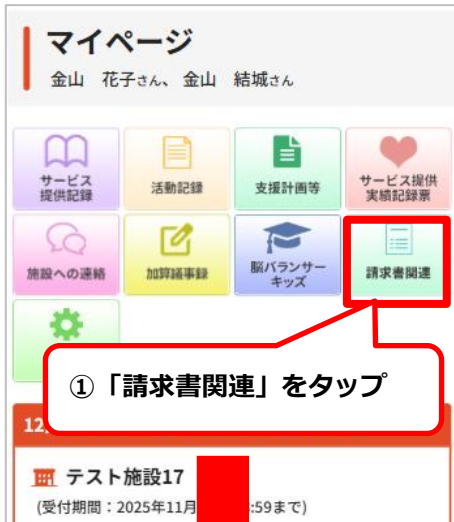 マイページ
金山 花子さん、金山 結城さん
サービス
提供記録
活動記録
支援計画等
サービス提供
実績記録票
施設への連絡
加算議事録
脳バランサー
キッズ
請求書関連
①「請求書関連」をタップ
12
テスト施設17
(受付期間：2025年11月 :59まで)